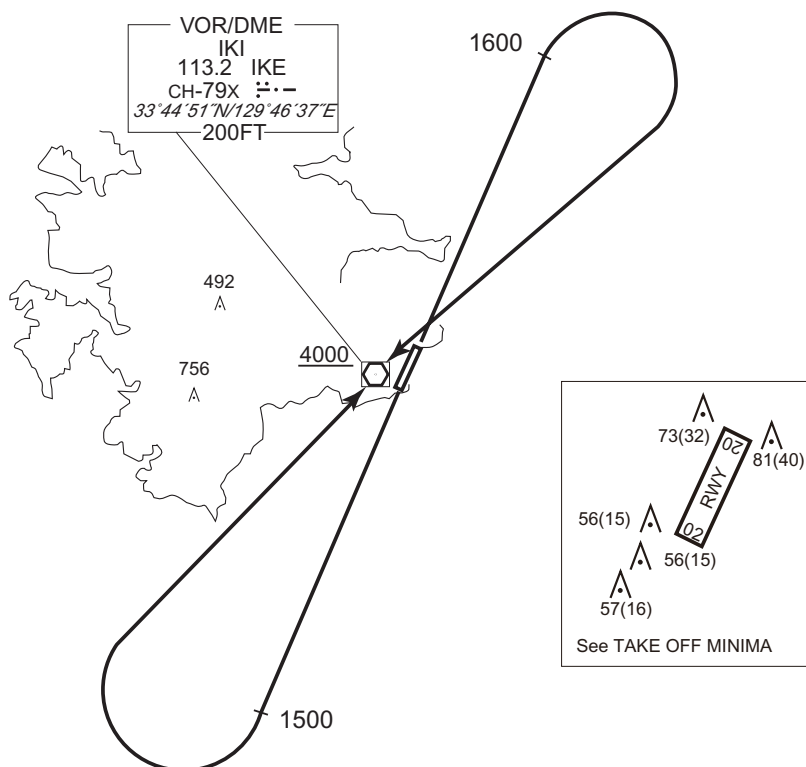 VOR/DME
IKI
113.2 IKE
CH-79X
33°44′51″N/129°46′37″E
200FT
1600
492
4000
756
73(32)
20
81(40)
RWY
56(15)
02
56(15)
57(16)
See TAKE OFF MINIMA
1500